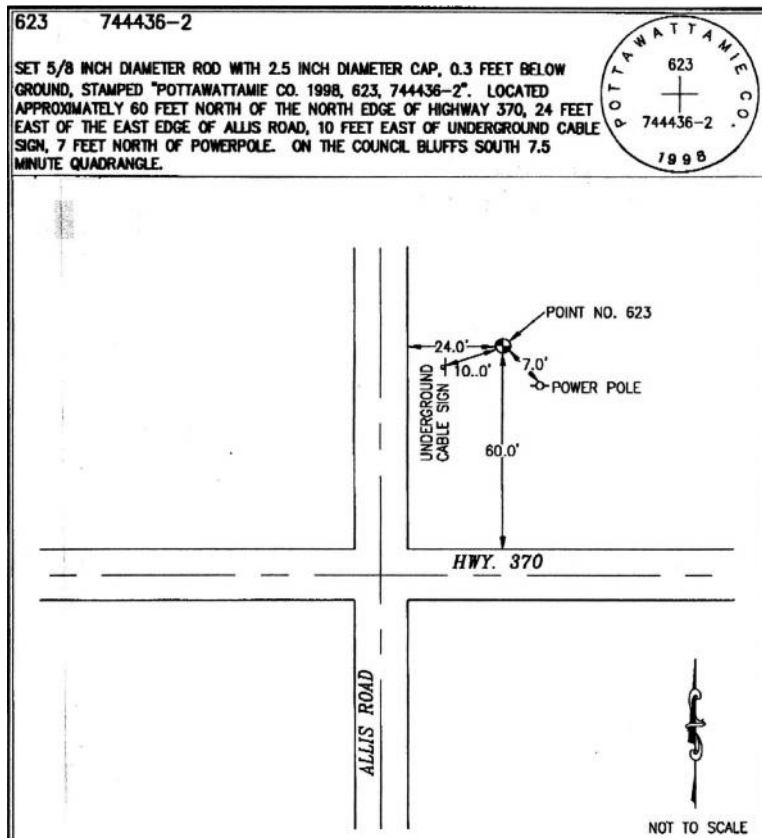 623 744436-2
SET 5/8 INCH DIAMETER ROD WITH 2.5 INCH DIAMETER CAP, 0.3 FEET BELOW
GROUND, STAMPED "POTTAWATTAMIE CO. 1998, 623, 744436-2". LOCATED
APPROXIMATELY 60 FEET NORTH OF THE NORTH EDGE OF HIGHWAY 370, 24 FEET
EAST OF THE EAST EDGE OF ALLIS ROAD, 10 FEET EAST OF UNDERGROUND CABLE
SIGN, 7 FEET NORTH OF POWERPOLE. ON THE COUNCIL BLUFFS SOUTH 7.5
MINUTE QUADRANGLE.
POTTAWATTAMIE CO.
623
744436-2
1998
POINT NO. 623
24.0'
10..0'
7.0'
POWER POLE
UNDERGROUND
CABLE SIGN
60.0'
HWY. 370
ALLIS ROAD
NOT TO SCALE